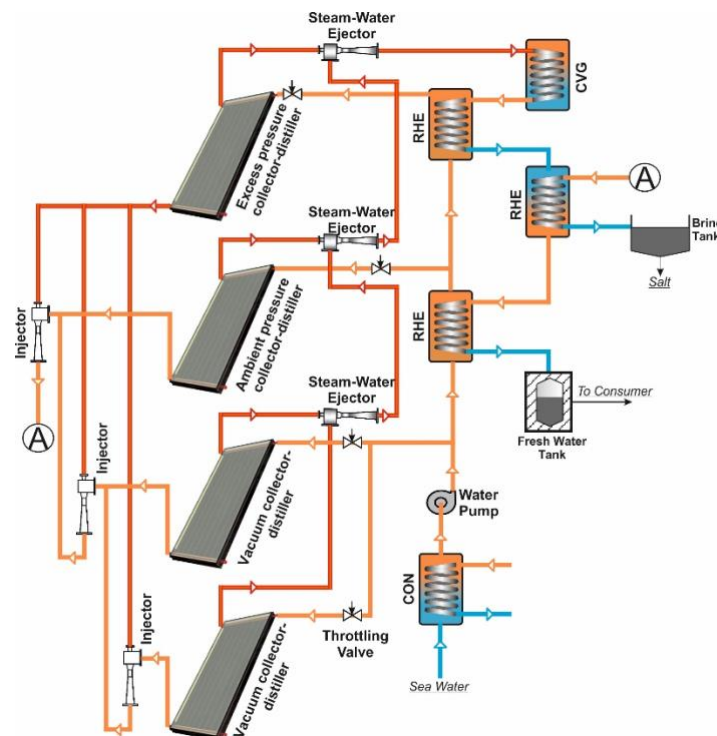 Steam-Water
Ejector
CVG
RHE
Excess pressure
collector-distiller
RHE
A
Brine
Tank
Salt
Steam-Water
Ejector
Injector
Ambient pressure
collector-distiller
RHE
To Consumer
Fresh Water
Tank
A
Steam-Water
Ejector
Injector
Vacuum collector-
distiller
Water
Pump
CON
Injector
Vacuum collector-
distiller
Throttling
Valve
Sea Water